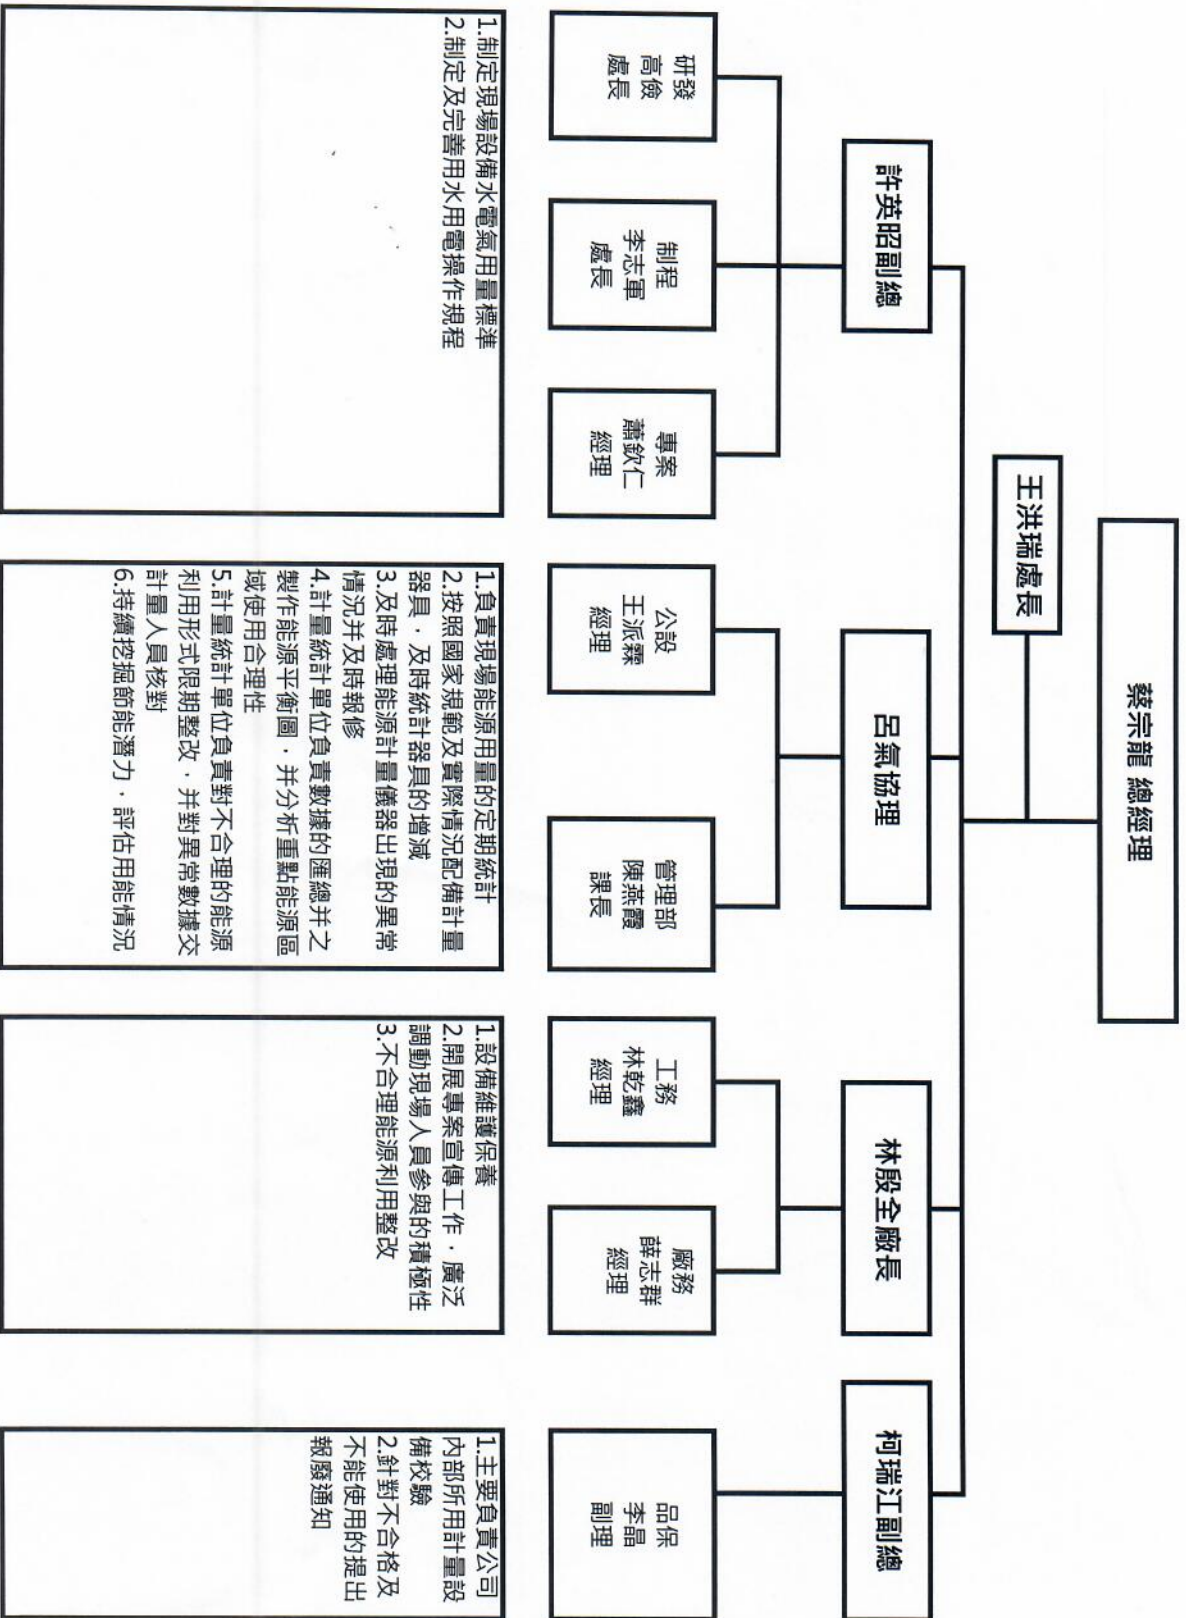 蔡宗龍 總經理
王洪瑞處長
許英昭副總
呂氣協理
林殷全廠長
柯瑞江副總
研發
高儉
處長
制程
李志軍
處長
專案
蕭欽仁
經理
公設
王派霖
經理
管理部
陳燕霞
課長
工務
林乾鑫
經理
廠務
薛志群
經理
品保
李晶
副理
1.制定現場設備水電氣用量標準
2.制定及完善用水用電操作規程
1.負責現場能源用量的定期統計
2.按照國家規範及實際情況配備計量
器具，及時統計器具的增減
3.及時處理能源計量儀器出現的異常
情況并及時報修
4.計量統計單位負責數據的匯總并之
製作能源平衡圖，并分析重點能源區
域使用合理性
5.計量統計單位負責對不合理的能源
利用形式限期整改，并對異常數據交
計量人員核對
6.持續挖掘節能潛力，評估用能情況
1.設備維護保養
2.開展專案宣傳工作，廣泛
調動現場人員參與的積極性
3.不合理能源利用整改
1.主要負責公司
內部所用計量設
備校驗
2.針對不合格及
不能使用的提出
報廢通知